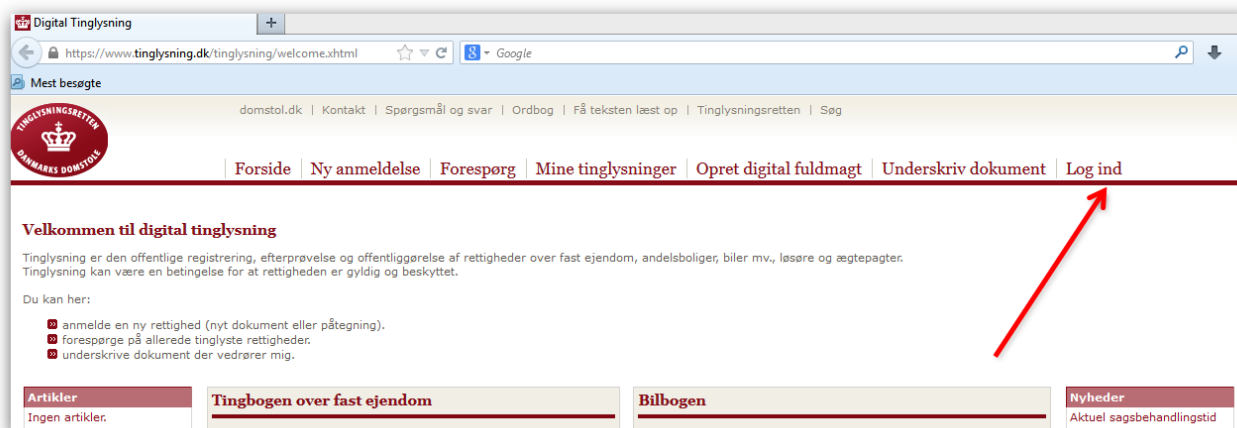 Digital Tinglysning
https://www.tinglysning.dk/tinglysning/welcome.xhtml
Google
Mest besøgte
TINGLYSNINGSRETTEN
DANMARKS DOMSTOLE
domstol.dk | Kontakt | Spørgsmål og svar | Ordbog | Få teksten læst op | Tinglysningsretten | Søg
Forside | Ny anmeldelse | Forespørg | Mine tinglysninger | Opret digital fuldmagt | Underskriv dokument | Log ind
Velkommen til digital tinglysning
Tinglysning er den offentlige registrering, efterprøvelse og offentliggørelse af rettigheder over fast ejendom, andelsboliger, biler mv., løsøre og ægtepagter.
Tinglysning kan være en betingelse for at rettigheden er gyldig og beskyttet.
Du kan her:
anmelde en ny rettighed (nyt dokument eller påtegning).
forespørge på allerede tinglyste rettigheder.
underskrive dokument der vedrører mig.
Artikler
Ingen artikler.
Tingbogen over fast ejendom
Bilbogen
Nyheder
Aktuel sagsbehandlingstid